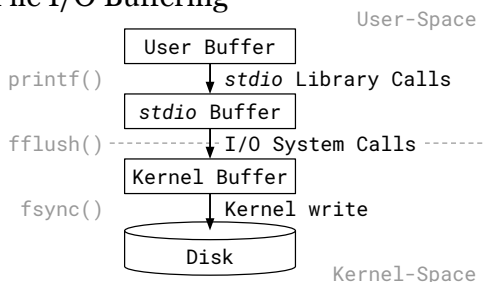 I/O Buffering
User-Space
User Buffer
printf() stdio Library Calls
stdio Buffer
fflush() I/O System Calls
Kernel Buffer
fsync() Kernel write
Disk
Kernel-Space